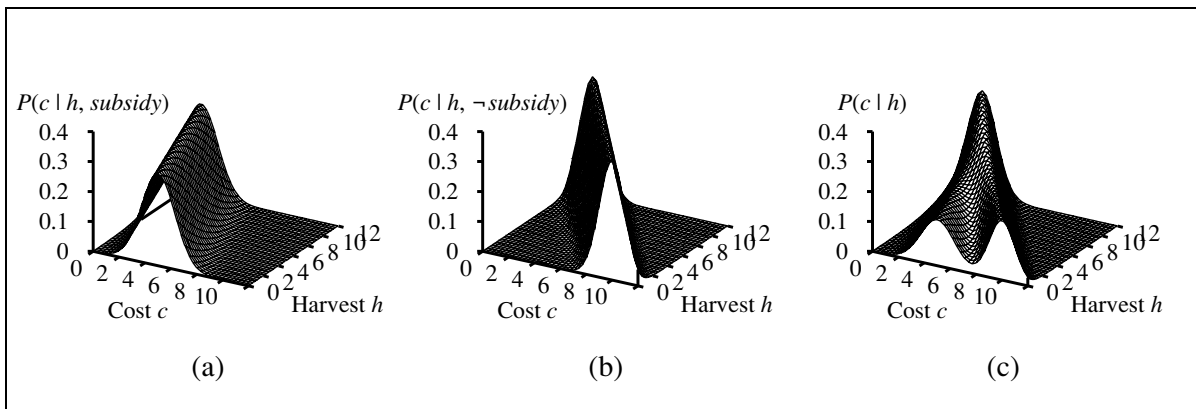 P(c | h, subsidy)
0.4
0.3
0.2
0.1
0
0 2 4 6 8 10
Cost c
0 2 4 6 8 10 12
Harvest h
(a)
P(c | h, ¬ subsidy)
0.4
0.3
0.2
0.1
0
0 2 4 6 8 10
Cost c
0 2 4 6 8 10 12
Harvest h
(b)
P(c | h)
0.4
0.3
0.2
0.1
0
0 2 4 6 8 10
Cost c
0 2 4 6 8 10 12
Harvest h
(c)